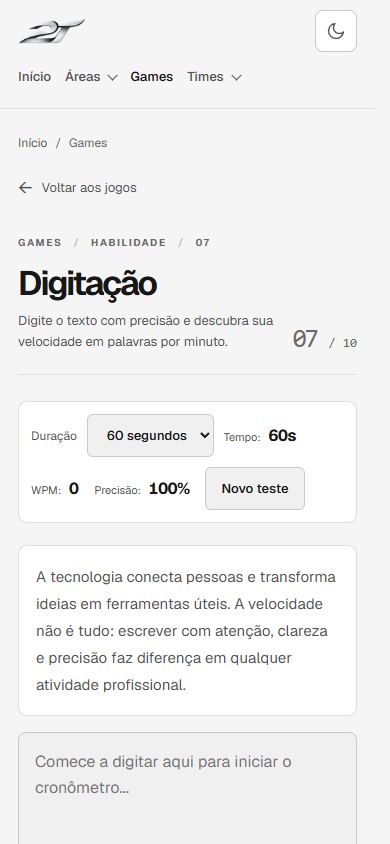 Início Áreas Games Times
Início / Games
← Voltar aos jogos
GAMES / HABILIDADE / 07
Digitação
Digite o texto com precisão e descubra sua
velocidade em palavras por minuto.
07 / 10
Duração 60 segundos Tempo: 60s
WPM: 0 Precisão: 100% Novo teste
A tecnologia conecta pessoas e transforma
ideias em ferramentas úteis. A velocidade
não é tudo: escrever com atenção, clareza
e precisão faz diferença em qualquer
atividade profissional.
Comece a digitar aqui para iniciar o
cronômetro...